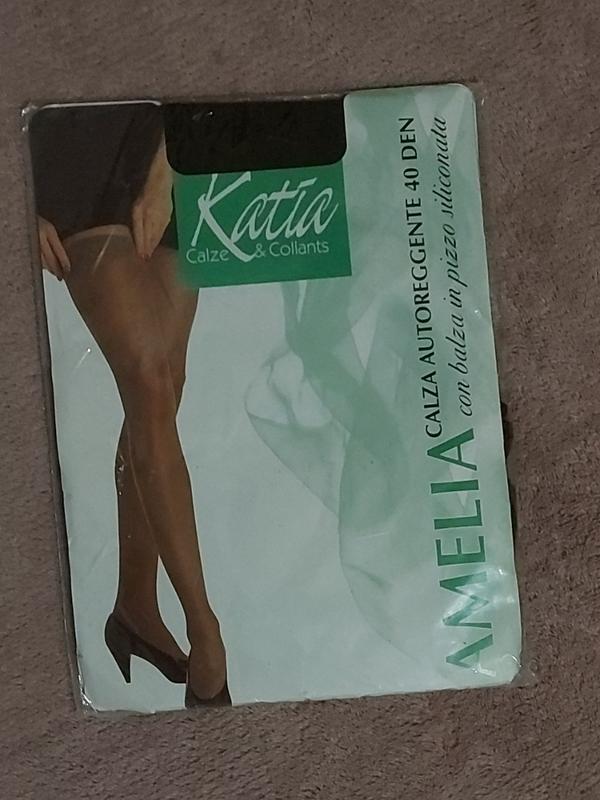 Katia
Calze & Collants
AMELIA CALZA AUTOREGGENTE 40 DEN
con balza in pizzo siliconata